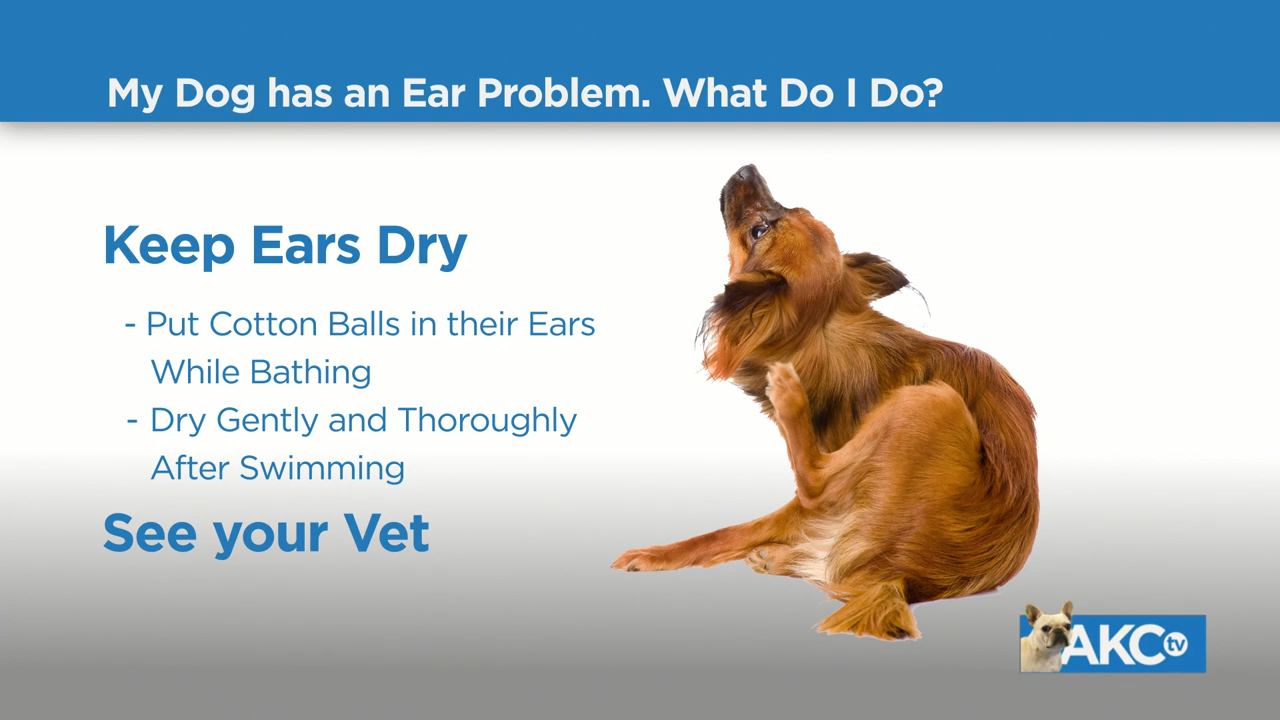 My Dog has an Ear Problem. What Do I Do?
Keep Ears Dry
- Put Cotton Balls in their Ears
While Bathing
- Dry Gently and Thoroughly
After Swimming
See your Vet
AKCtv